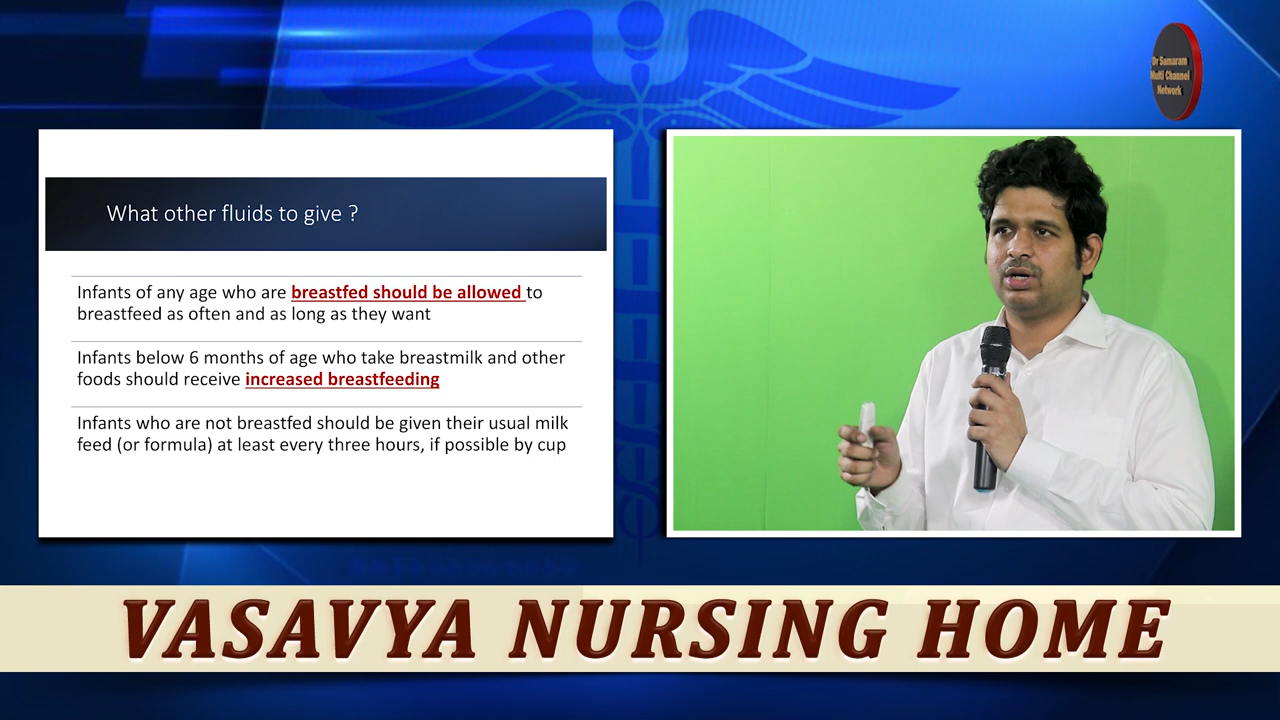 Dr Samaram
Multi Channel
Network
What other fluids to give ?
Infants of any age who are breastfed should be allowed to
breastfeed as often and as long as they want
Infants below 6 months of age who take breastmilk and other
foods should receive increased breastfeeding
Infants who are not breastfed should be given their usual milk
feed (or formula) at least every three hours, if possible by cup
VASAVYA NURSING HOME